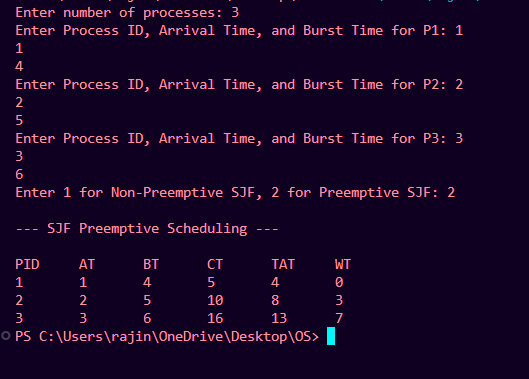 Enter number of processes: 3
Enter Process ID, Arrival Time, and Burst Time for P1: 1
1
4
Enter Process ID, Arrival Time, and Burst Time for P2: 2
2
5
Enter Process ID, Arrival Time, and Burst Time for P3: 3
3
6
Enter 1 for Non-Preemptive SJF, 2 for Preemptive SJF: 2
--- SJF Preemptive Scheduling ---
PID AT BT CT TAT WT
1 1 4 5 4 0
2 2 5 10 8 3
3 3 6 16 13 7
PS C:\Users\rajin\OneDrive\Desktop\OS>